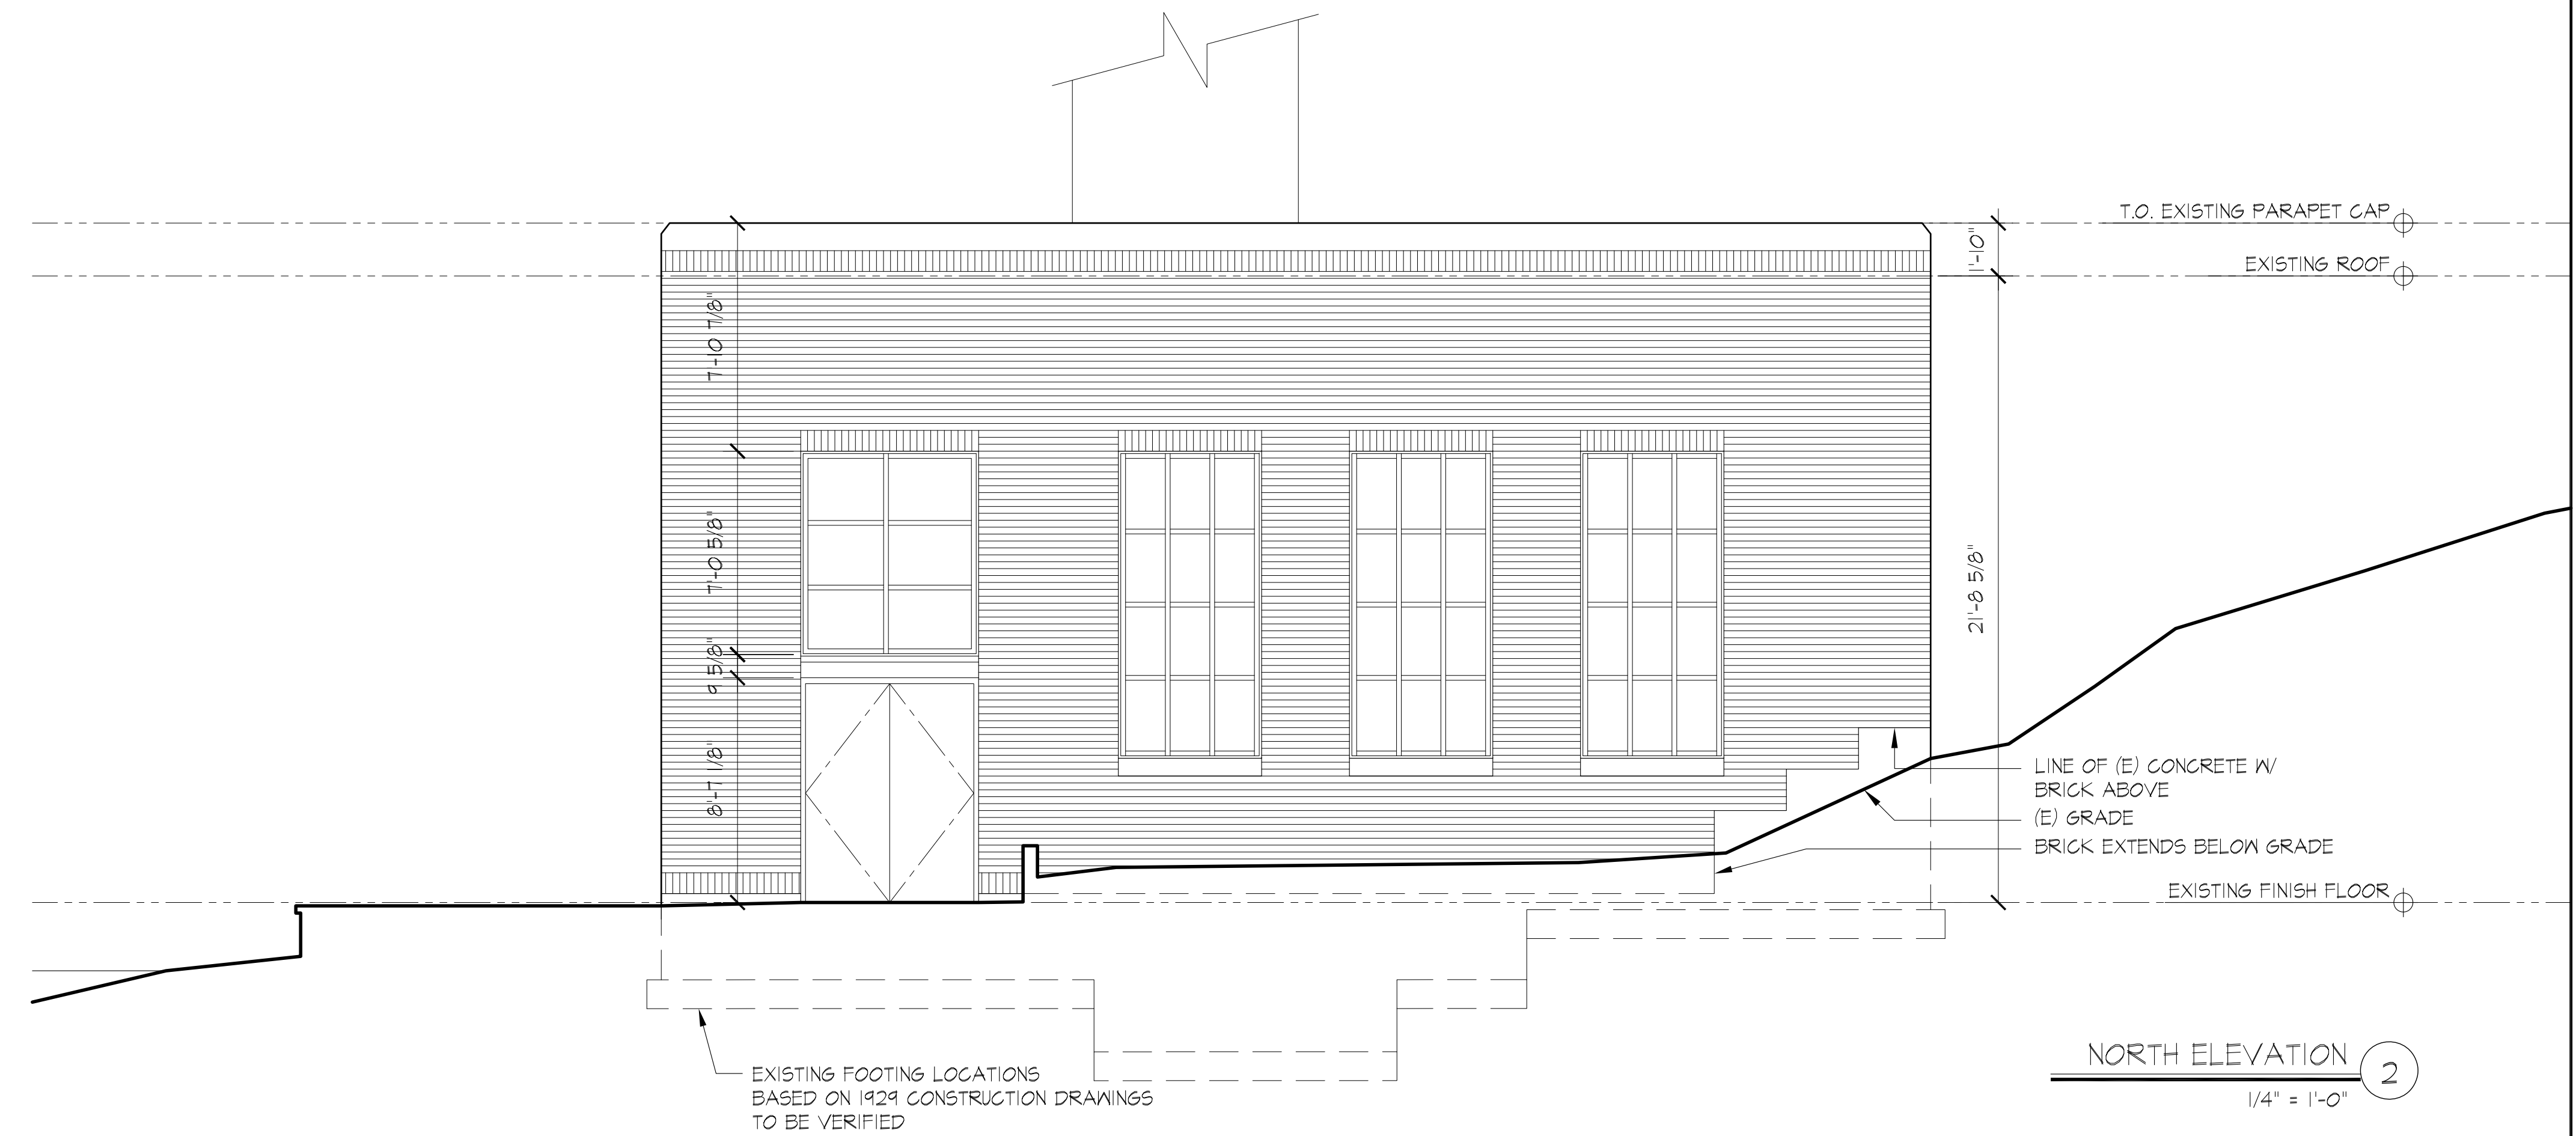 T.O. EXISTING PARAPET CAP
1'-10"
EXISTING ROOF
7'-10 7/8"
7'-0 5/8"
21'-8 5/8"
9 5/8"
8'-7 1/8"
LINE OF (E) CONCRETE W/
BRICK ABOVE
(E) GRADE
BRICK EXTENDS BELOW GRADE
EXISTING FINISH FLOOR
EXISTING FOOTING LOCATIONS
BASED ON 1929 CONSTRUCTION DRAWINGS
TO BE VERIFIED
NORTH ELEVATION
2
1/4" = 1'-0"